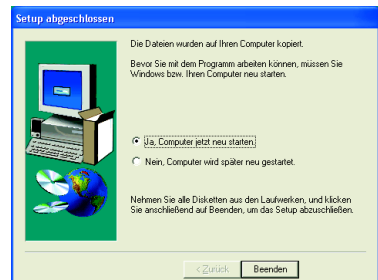 Setup abgeschlossen
Die Dateien wurden auf Ihren Computer kopiert.
Bevor Sie mit dem Programm arbeiten können, müssen Sie
Windows bzw. Ihren Computer neu starten.
Ja, Computer jetzt neu starten.
Nein, Computer wird später neu gestartet.
Nehmen Sie alle Disketten aus den Laufwerken, und klicken
Sie anschließend auf Beenden, um das Setup abzuschließen.
< Zurück
Beenden